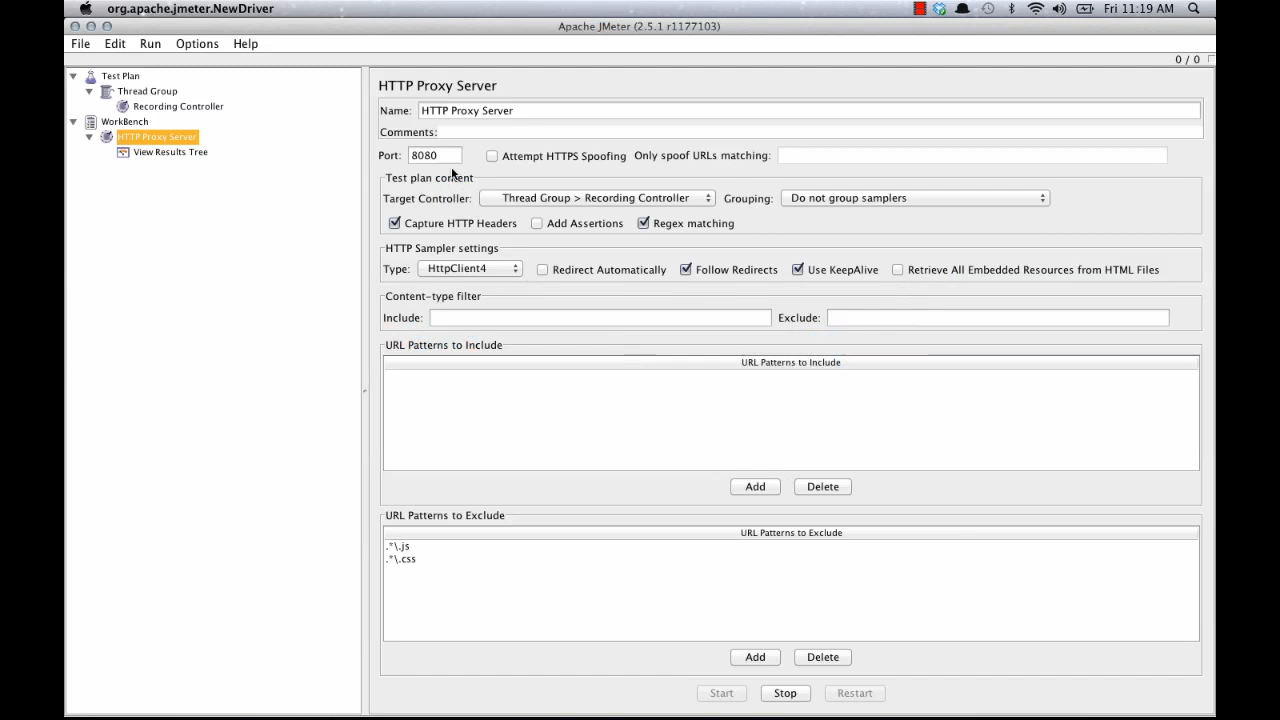 org.apache.jmeter.NewDriver Fri 11:19 AM
Apache JMeter (2.5.1 r1177103)
File Edit Run Options Help
0 / 0
Test Plan
Thread Group
Recording Controller
WorkBench
HTTP Proxy Server
View Results Tree
HTTP Proxy Server
Name: HTTP Proxy Server
Comments:
Port: 8080 Attempt HTTPS Spoofing Only spoof URLs matching:
Test plan content
Target Controller: Thread Group > Recording Controller Grouping: Do not group samplers
Capture HTTP Headers Add Assertions Regex matching
HTTP Sampler settings
Type: HttpClient4 Redirect Automatically Follow Redirects Use KeepAlive Retrieve All Embedded Resources from HTML Files
Content-type filter
Include: Exclude:
URL Patterns to Include
URL Patterns to Include
Add Delete
URL Patterns to Exclude
URL Patterns to Exclude
.*\.js
.*\.css
Add Delete
Start Stop Restart